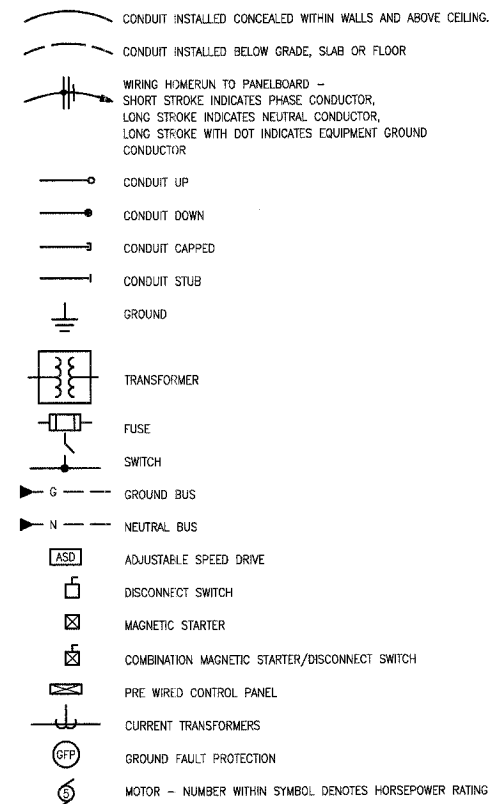 CONDUIT INSTALLED CONCEALED WITHIN WALLS AND ABOVE CEILING.
CONDUIT INSTALLED BELOW GRADE, SLAB OR FLOOR
WIRING HOMERUN TO PANELBOARD –
SHORT STROKE INDICATES PHASE CONDUCTOR,
LONG STROKE INDICATES NEUTRAL CONDUCTOR,
LONG STROKE WITH DOT INDICATES EQUIPMENT GROUND
CONDUCTOR
CONDUIT UP
CONDUIT DOWN
CONDUIT CAPPED
CONDUIT STUB
GROUND
TRANSFORMER
FUSE
SWITCH
G GROUND BUS
N NEUTRAL BUS
ASD ADJUSTABLE SPEED DRIVE
DISCONNECT SWITCH
MAGNETIC STARTER
COMBINATION MAGNETIC STARTER/DISCONNECT SWITCH
PRE WIRED CONTROL PANEL
CURRENT TRANSFORMERS
GFP GROUND FAULT PROTECTION
5 MOTOR – NUMBER WITHIN SYMBOL DENOTES HORSEPOWER RATING